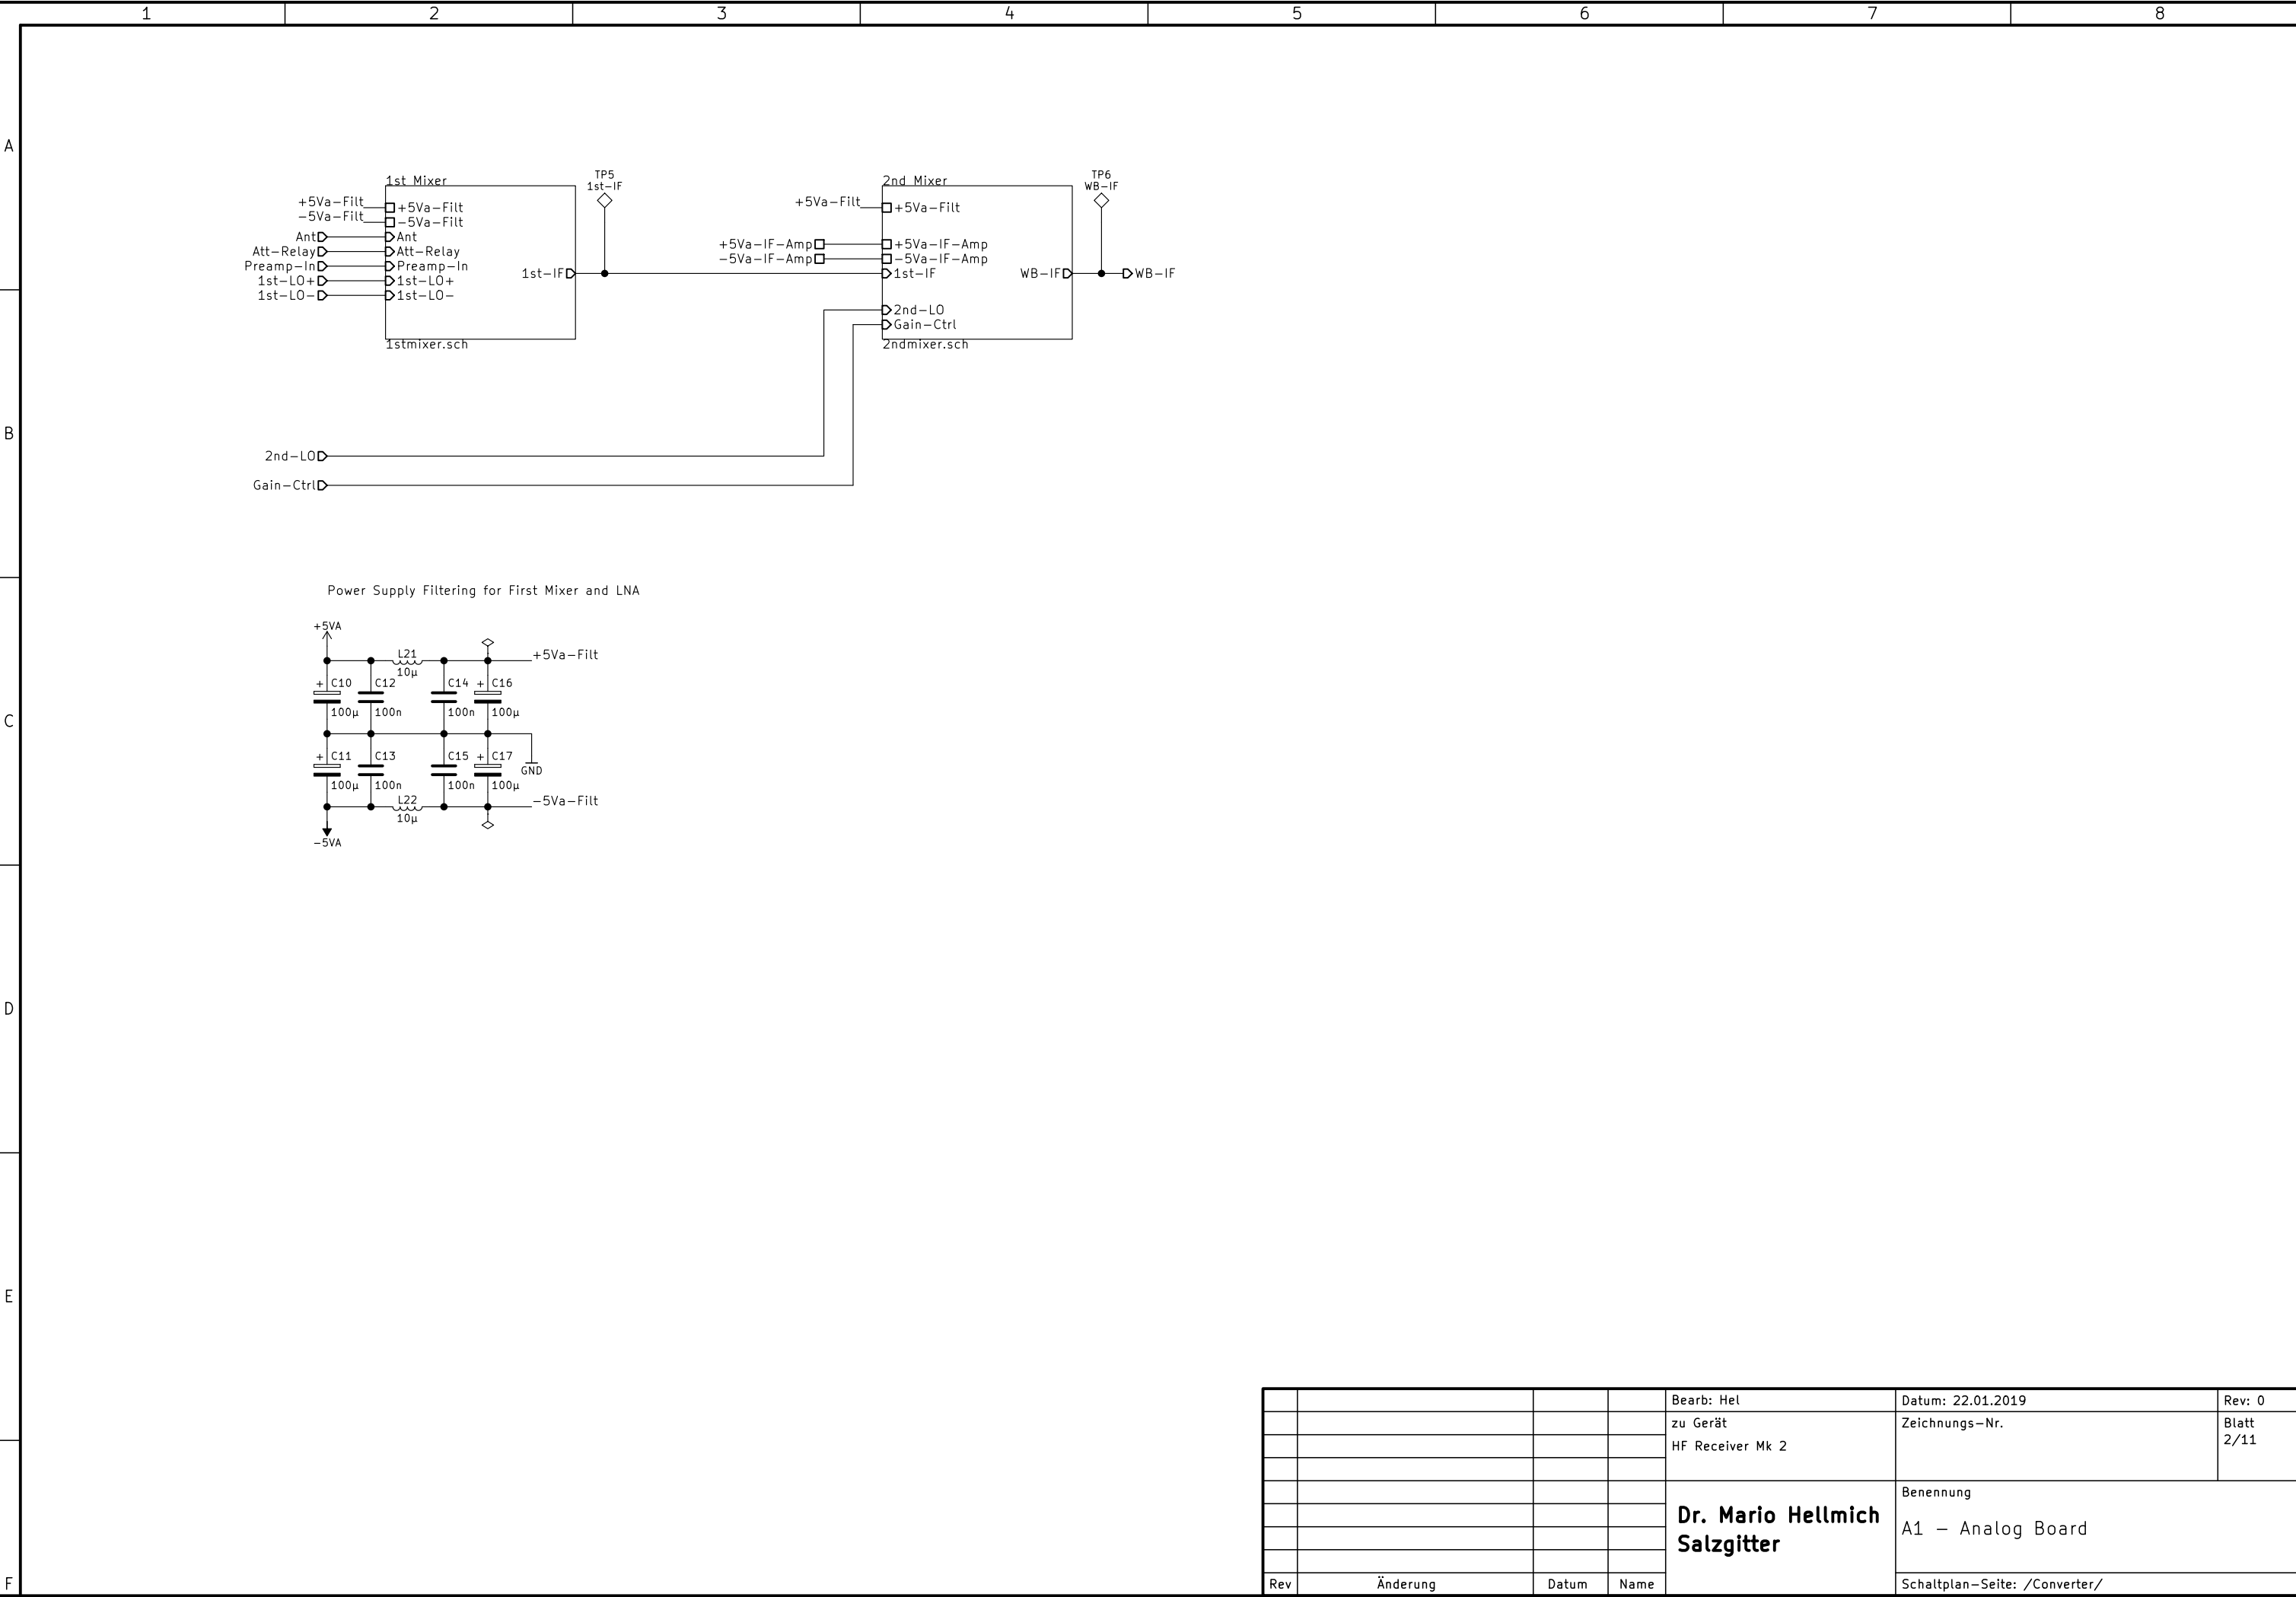 1 2 3 4 5 6 7 8
A
B
C
D
E
F
1st Mixer
+5Va-Filt
-5Va-Filt
Ant
Att-Relay
Preamp-In
1st-LO+
1st-LO-
+5Va-Filt
-5Va-Filt
Ant
Att-Relay
Preamp-In
1st-LO+
1st-LO-
1st-IF
1stmixer.sch
TP5
1st-IF
2nd Mixer
+5Va-Filt
+5Va-IF-Amp
-5Va-IF-Amp
+5Va-Filt
+5Va-IF-Amp
-5Va-IF-Amp
1st-IF
2nd-LO
Gain-Ctrl
WB-IF
2ndmixer.sch
TP6
WB-IF
WB-IF
2nd-LO
Gain-Ctrl
Power Supply Filtering for First Mixer and LNA
+5VA
L21
10µ
+5Va-Filt
+ C10
100µ
C12
100n
C14
100n
+ C16
100µ
+ C11
100µ
C13
100n
C15
100n
+ C17
100µ
GND
L22
10µ
-5Va-Filt
-5VA
Bearb: Hel
Datum: 22.01.2019
Rev: 0
zu Gerät
HF Receiver Mk 2
Zeichnungs-Nr.
Blatt
2/11
Dr. Mario Hellmich
Salzgitter
Benennung
A1 - Analog Board
Rev Änderung Datum Name
Schaltplan-Seite: /Converter/